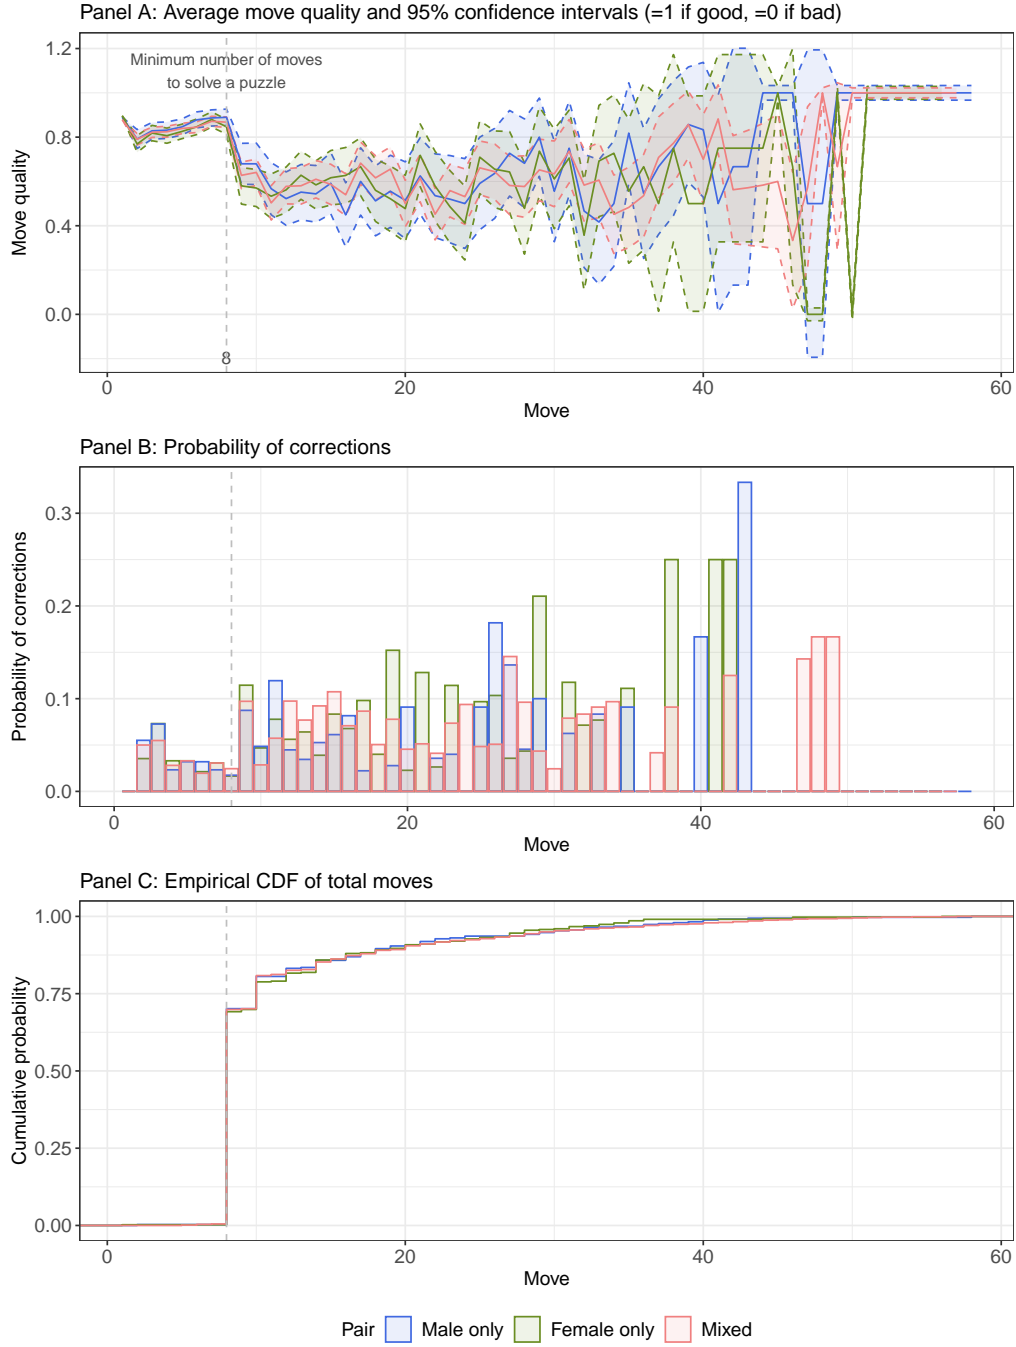 Panel A: Average move quality and 95% confidence intervals (=1 if good, =0 if bad)
Move quality
1.2
0.8
0.4
0.0
Minimum number of moves
to solve a puzzle
8
0
20
40
60
Move
Panel B: Probability of corrections
Probability of corrections
0.3
0.2
0.1
0.0
0
20
40
60
Move
Panel C: Empirical CDF of total moves
Cumulative probability
1.00
0.75
0.50
0.25
0.00
0
20
40
60
Move
Pair Male only Female only Mixed